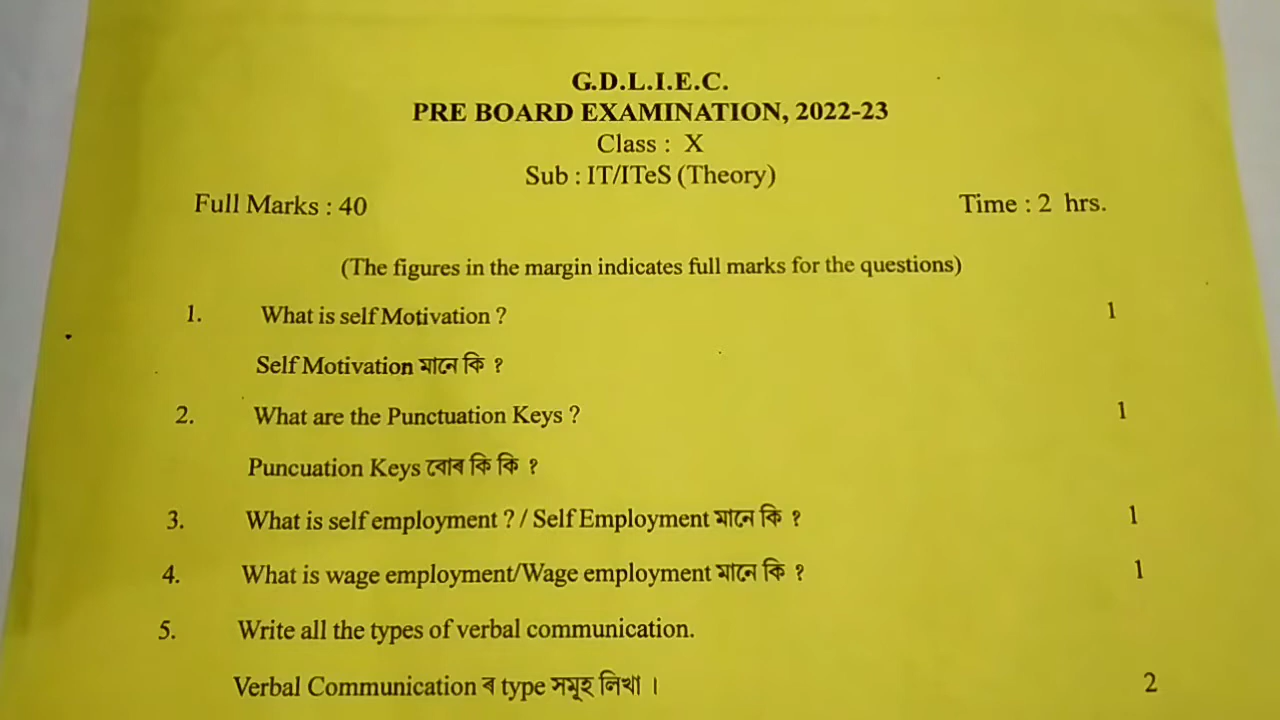 G.D.L.I.E.C.
PRE BOARD EXAMINATION, 2022-23
Class : X
Sub : IT/ITeS (Theory)
Full Marks : 40 Time : 2 hrs.
(The figures in the margin indicates full marks for the questions)
1. What is self Motivation ? 1
Self Motivation মানে কি ?
2. What are the Punctuation Keys ? 1
Puncuation Keys বোৰ কি কি ?
3. What is self employment ? / Self Employment মানে কি ? 1
4. What is wage employment/Wage employment মানে কি ? 1
5. Write all the types of verbal communication.
Verbal Communication ৰ type সমূহ লিখা । 2